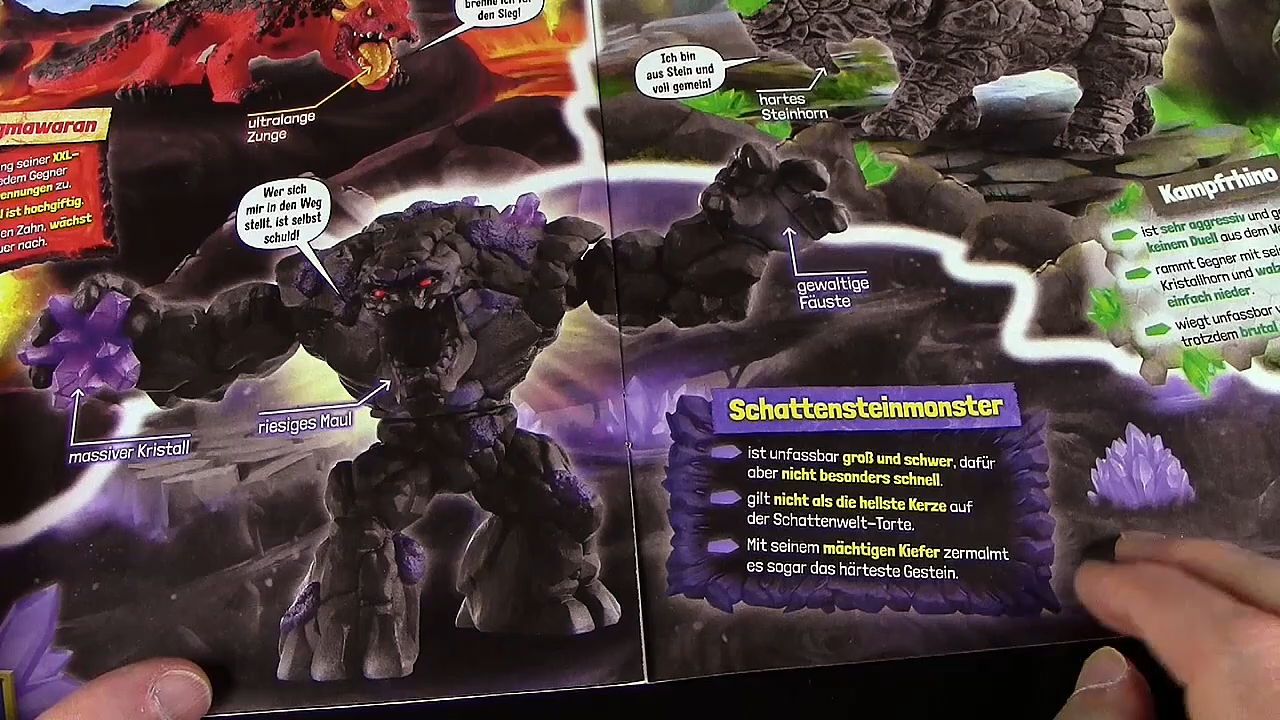 brenne ich für
den Sieg!
ultralange
Zunge
Ich bin
aus Stein und
voll gemein!
hartes
Steinhorn
gmawaran
ng seiner XXL-
edem Gegner
ennungen zu.
l ist hochgiftig.
en Zahn, wächst
uer nach.
Wer sich
mir in den Weg
stellt, ist selbst
schuld!
gewaltige
Fäuste
Kampfrhino
ist sehr aggressiv und g
keinem Duell aus dem We
rammt Gegner mit sei
Kristallhorn und
einfach nieder.
wiegt unfassbar
trotzdem brutal
massiver Kristall
riesiges Maul
Schattensteinmonster
ist unfassbar groß und schwer, dafür
aber nicht besonders schnell.
gilt nicht als die hellste Kerze auf
der Schattenwelt-Torte.
Mit seinem mächtigen Kiefer zermalmt
es sogar das härteste Gestein.